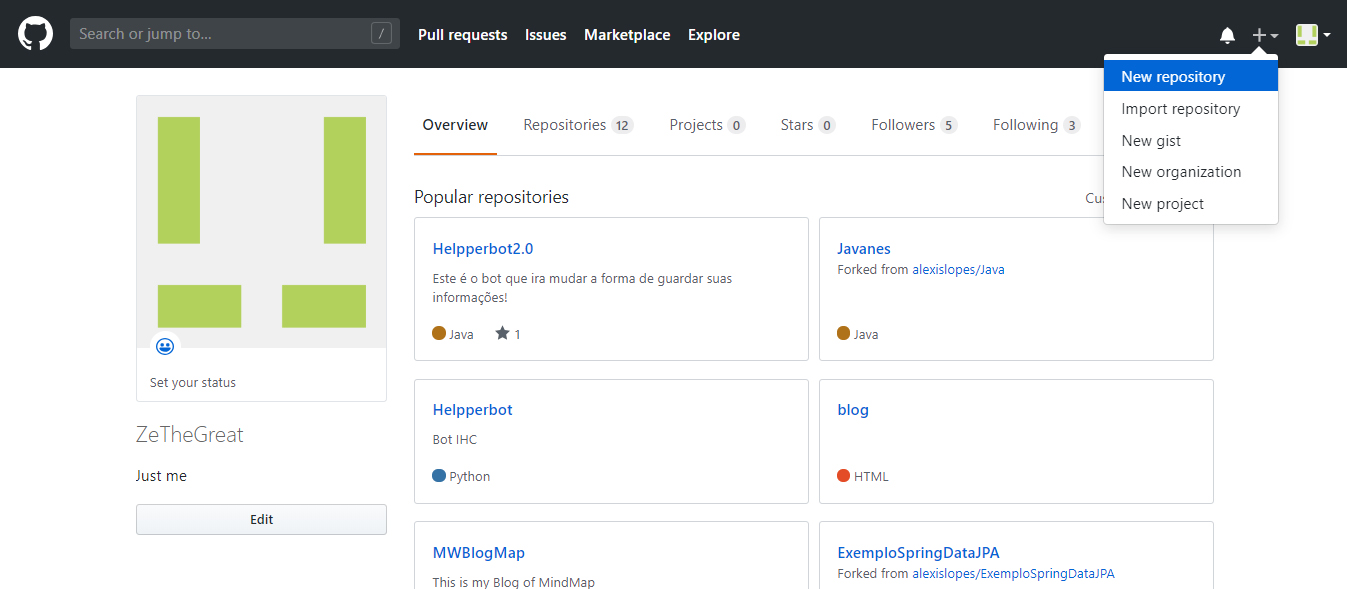 Search or jump to...
/
Pull requests
Issues
Marketplace
Explore
New repository
Import repository
New gist
New organization
New project
Overview
Repositories 12
Projects 0
Stars 0
Followers 5
Following 3
Set your status
ZeTheGreat
Just me
Edit
Popular repositories
Helpperbot2.0
Este é o bot que ira mudar a forma de guardar suas
informações!
Java 1
Javanes
Forked from alexislopes/Java
Java
Helpperbot
Bot IHC
Python
blog
HTML
MWBlogMap
This is my Blog of MindMap
ExemploSpringDataJPA
Forked from alexislopes/ExemploSpringDataJPA